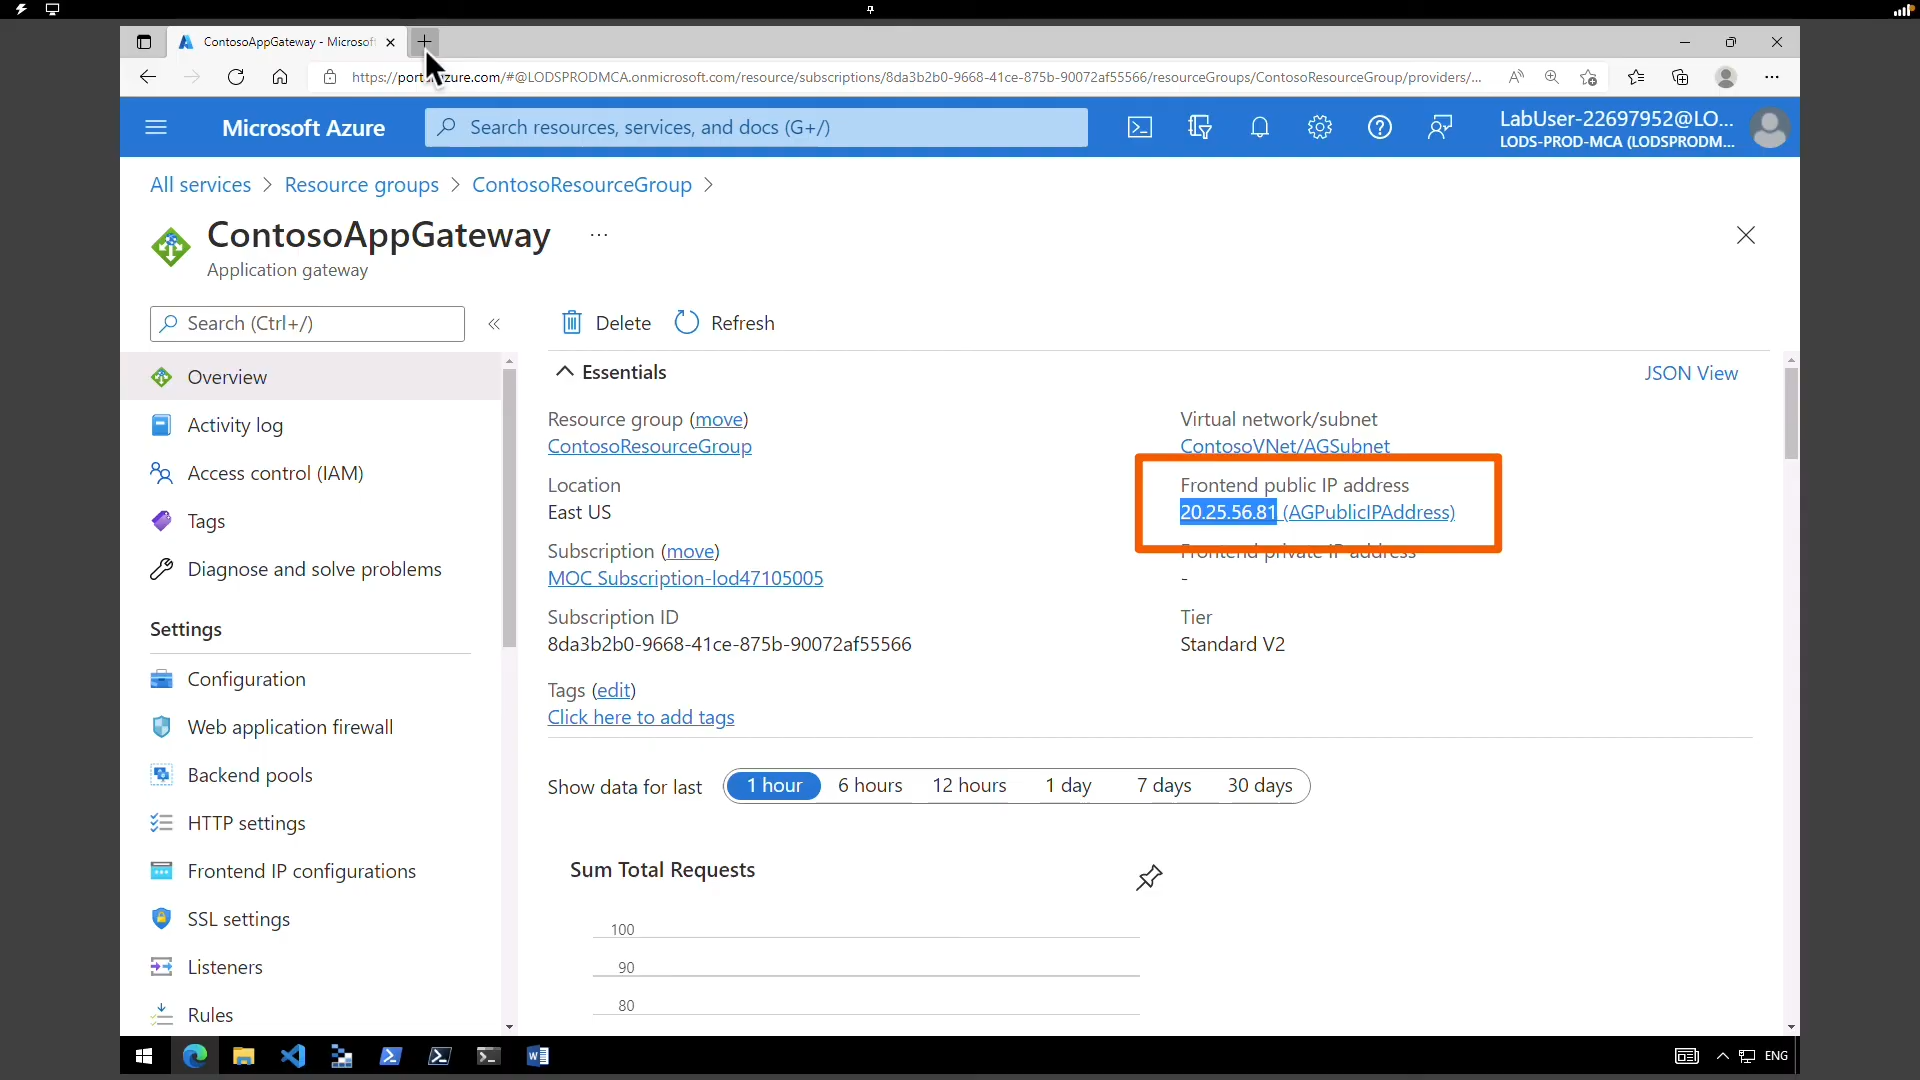 ContosoAppGateway - Microsoft
https://port
zure.com/#@LODSPRODMCA.onmicrosoft.com/resource/subscriptions/8da3b2b0-9668-41ce-875b-90072af55566/resourceGroups/ContosoResourceGroup/providers/...
Microsoft Azure
Search resources, services, and docs (G+/)
LabUser-22697952@LO...
LODS-PROD-MCA (LODSPRODM...
All services > Resource groups > ContosoResourceGroup >
ContosoAppGateway ...
Application gateway
Search (Ctrl+/)
«
Delete
Refresh
Overview
Activity log
Access control (IAM)
Tags
Diagnose and solve problems
Settings
Configuration
Web application firewall
Backend pools
HTTP settings
Frontend IP configurations
SSL settings
Listeners
Rules
Essentials
JSON View
Resource group (move)
ContosoResourceGroup
Location
East US
Subscription (move)
MOC Subscription-lod47105005
Subscription ID
8da3b2b0-9668-41ce-875b-90072af55566
Tags (edit)
Click here to add tags
Virtual network/subnet
ContosoVNet/AGSubnet
Frontend public IP address
20.25.56.81 (AGPublicIPAddress)
Frontend private IP address
-
Tier
Standard V2
Show data for last
1 hour
6 hours
12 hours
1 day
7 days
30 days
Sum Total Requests
100
90
80
ENG